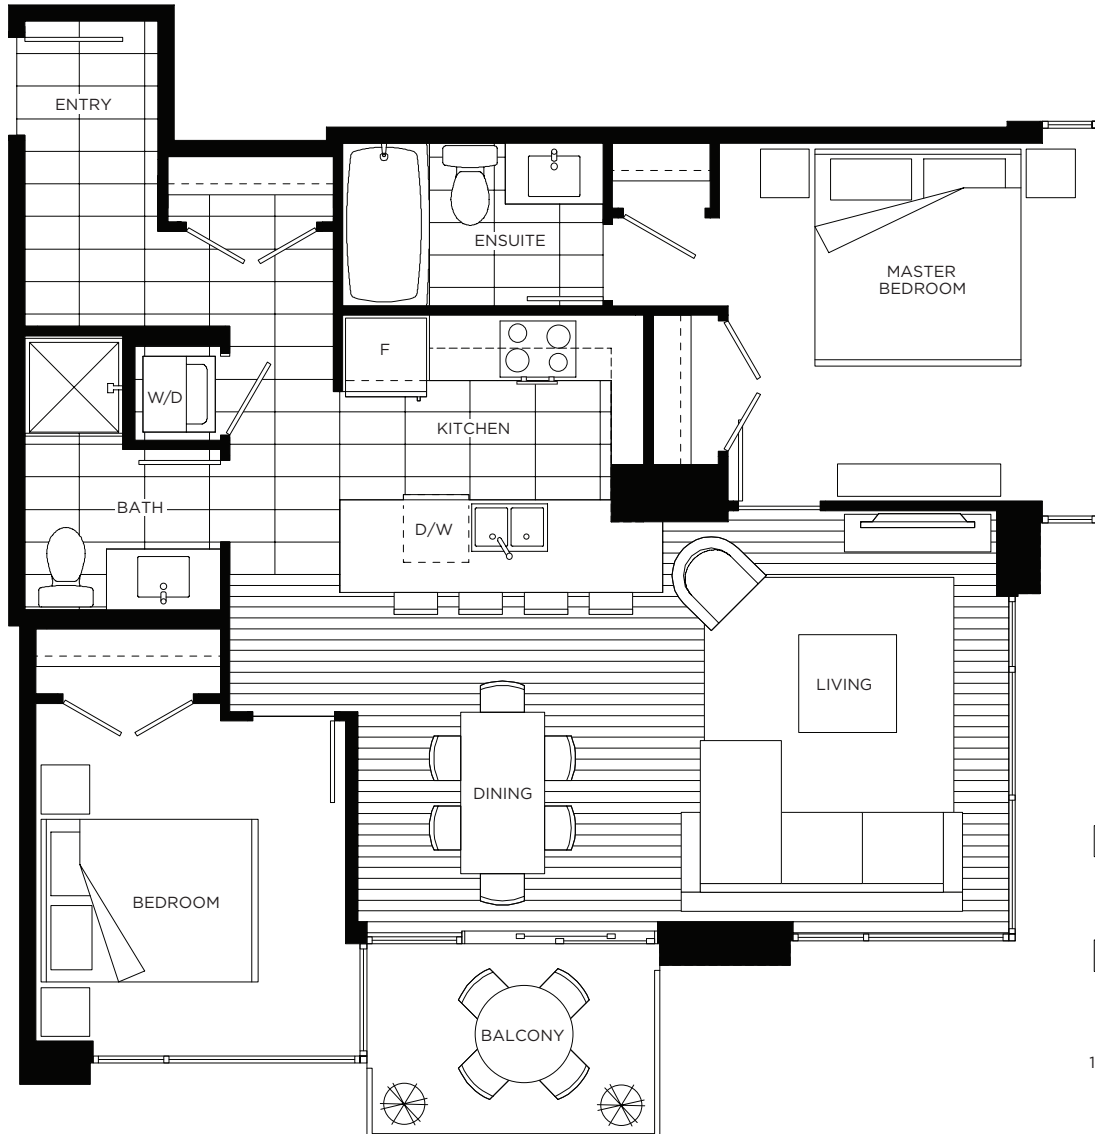 ENTRY
ENSUITE
MASTER
BEDROOM
F
W/D
KITCHEN
BATH
D/W
LIVING
DINING
BEDROOM
BALCONY
1